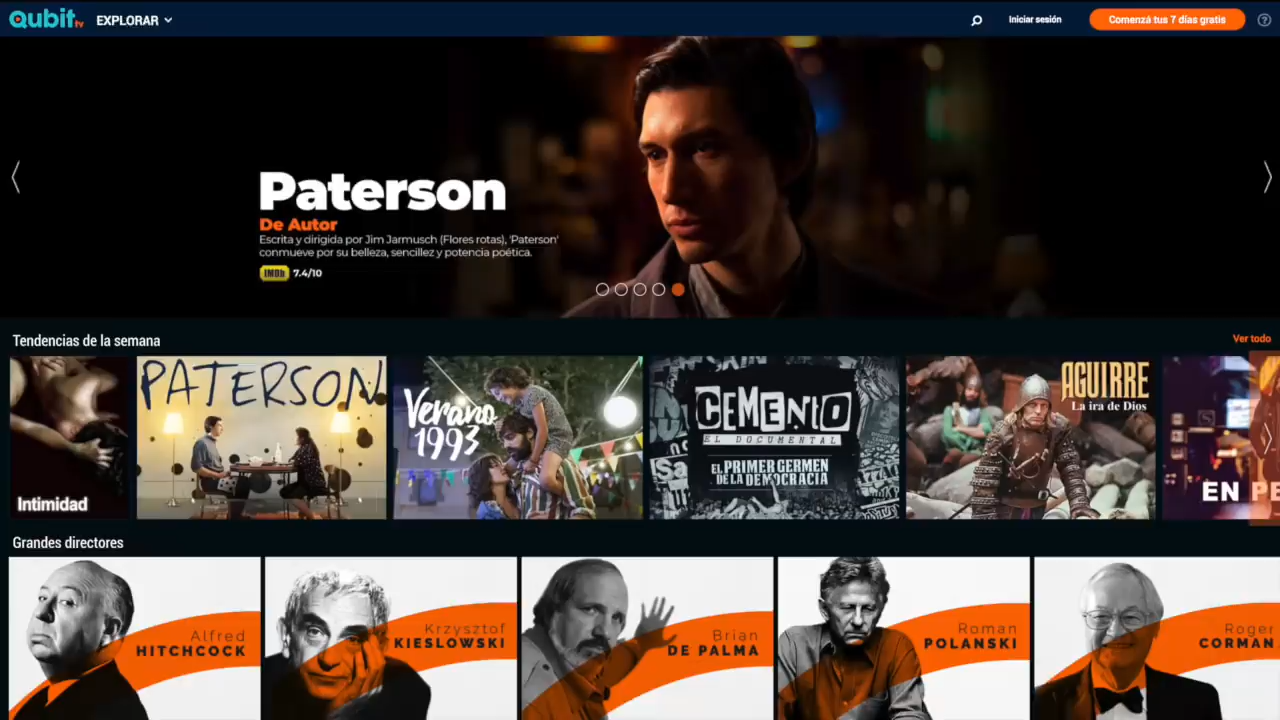 Qubit tv EXPLORAR
Iniciar sesión
Comenzá tus 7 días gratis
?
Paterson
De Autor
Escrita y dirigida por Jim Jarmusch (Flores rotas), 'Paterson'
conmueve por su belleza, sencillez y potencia poética.
IMDb 7.4/10
Tendencias de la semana
Ver todo
Intimidad
PATERSON
Verano
1993
CEMENTO
EL DOCUMENTAL
EL PRIMER GERMEN
DE LA DEMOCRACIA
AGUIRRE
La ira de Dios
EN PE
Grandes directores
Alfred
HITCHCOCK
Krzysztof
KIESLOWSKI
Brian
DE PALMA
Roman
POLANSKI
Roger
CORMAN